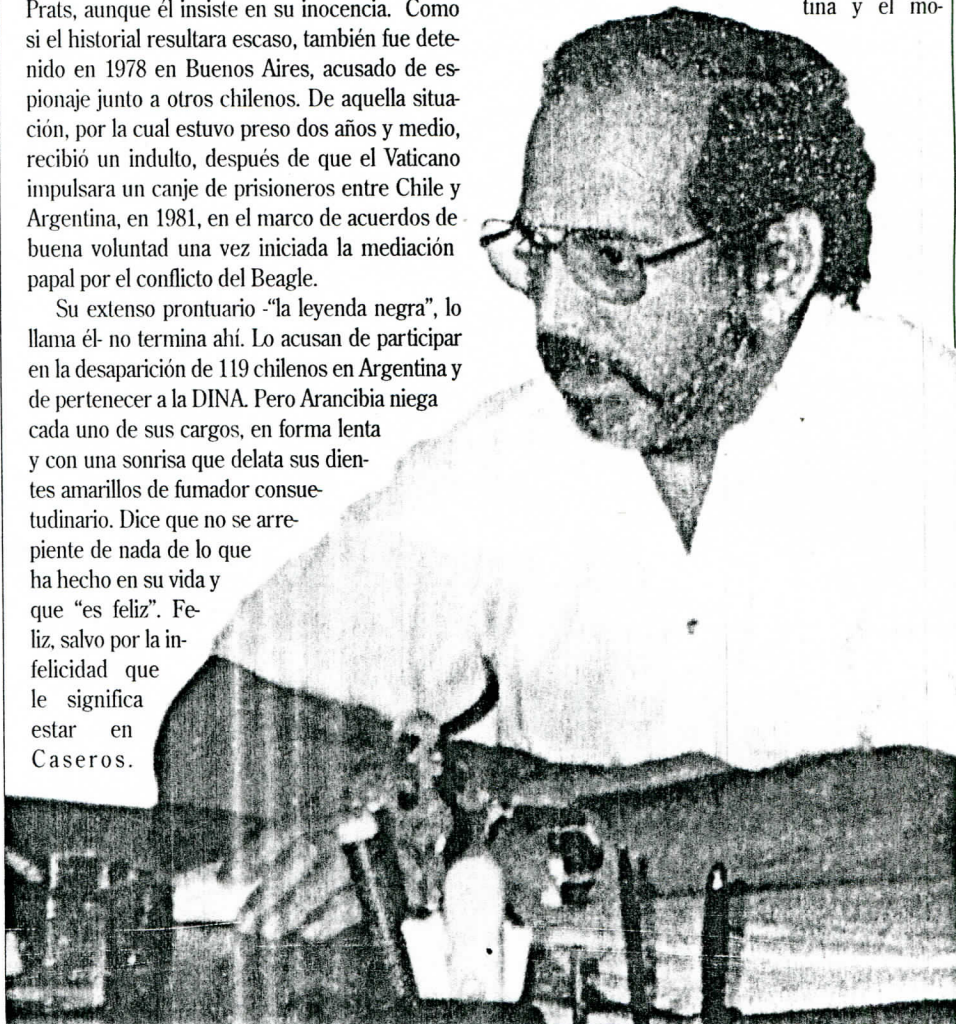 Prats, aunque él insiste en su inocencia. Como
si el historial resultara escaso, también fue dete-
nido en 1978 en Buenos Aires, acusado de es-
pionaje junto a otros chilenos. De aquella situa-
ción, por la cual estuvo preso dos años y medio,
recibió un indulto, después de que el Vaticano
impulsara un canje de prisioneros entre Chile y
Argentina, en 1981, en el marco de acuerdos de
buena voluntad una vez iniciada la mediación
papal por el conflicto del Beagle.
Su extenso prontuario -“la leyenda negra”, lo
llama él- no termina ahí. Lo acusan de participar
en la desaparición de 119 chilenos en Argentina y
de pertenecer a la DINA. Pero Arancibia niega
cada uno de sus cargos, en forma lenta
y con una sonrisa que delata sus dien-
tes amarillos de fumador consue-
tudinario. Dice que no se arre-
piente de nada de lo que
ha hecho en su vida y
que “es feliz”. Fe-
liz, salvo por la in-
felicidad que
le significa
estar en
Caseros.
tina y el mo-